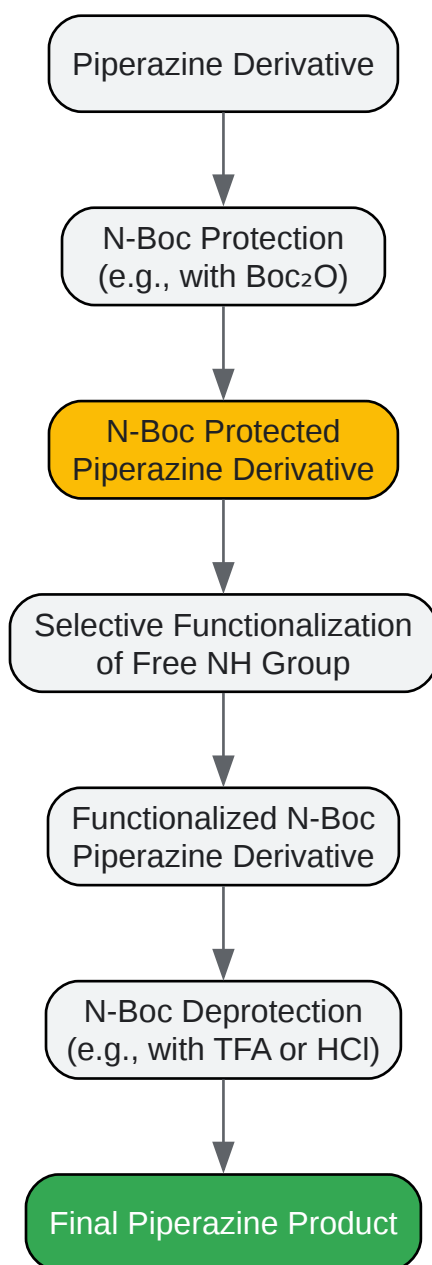 Piperazine Derivative
N-Boc Protection
(e.g., with Boc₂O)
N-Boc Protected
Piperazine Derivative
Selective Functionalization
of Free NH Group
Functionalized N-Boc
Piperazine Derivative
N-Boc Deprotection
(e.g., with TFA or HCl)
Final Piperazine Product